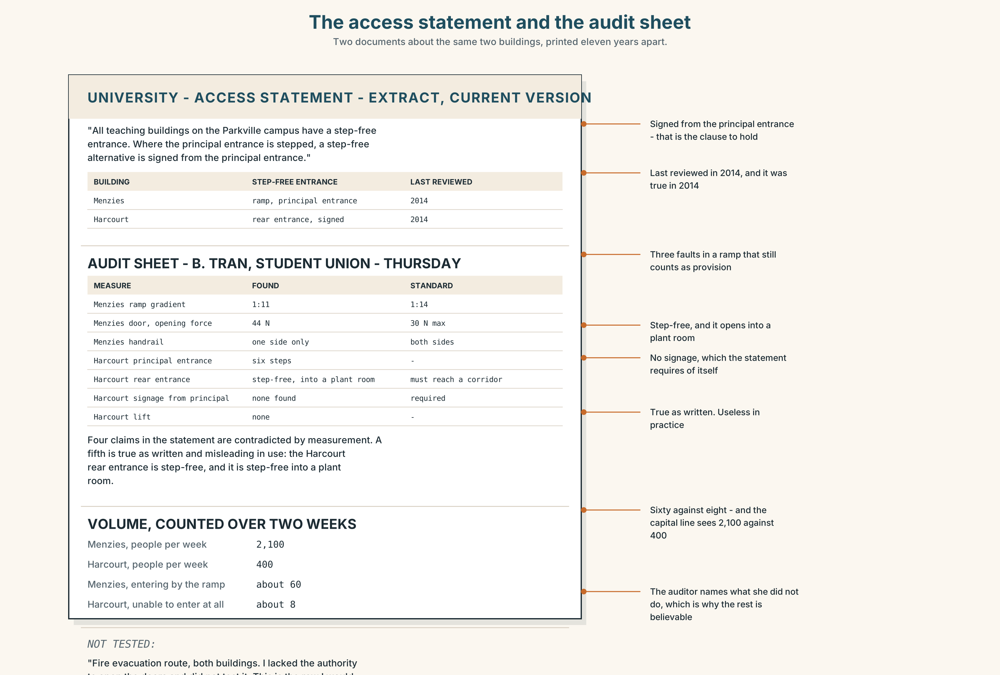 The access statement and the audit sheet
Two documents about the same two buildings, printed eleven years apart.
UNIVERSITY - ACCESS STATEMENT - EXTRACT, CURRENT VERSION
"All teaching buildings on the Parkville campus have a step-free
entrance. Where the principal entrance is stepped, a step-free
alternative is signed from the principal entrance."
BUILDING STEP-FREE ENTRANCE LAST REVIEWED
Menzies ramp, principal entrance 2014
Harcourt rear entrance, signed 2014
AUDIT SHEET - B. TRAN, STUDENT UNION - THURSDAY
MEASURE FOUND STANDARD
Menzies ramp gradient 1:11 1:14
Menzies door, opening force 44 N 30 N max
Menzies handrail one side only both sides
Harcourt principal entrance six steps -
Harcourt rear entrance step-free, into a plant room must reach a corridor
Harcourt signage from principal none found required
Harcourt lift none -
Four claims in the statement are contradicted by measurement. A
fifth is true as written and misleading in use: the Harcourt
rear entrance is step-free, and it is step-free into a plant
room.
VOLUME, COUNTED OVER TWO WEEKS
Menzies, people per week 2,100
Harcourt, people per week 400
Menzies, entering by the ramp about 60
Harcourt, unable to enter at all about 8
NOT TESTED:
"Fire evacuation route, both buildings. I lacked the authority
Signed from the principal entrance
- that is the clause to hold
Last reviewed in 2014, and it was
true in 2014
Three faults in a ramp that still
counts as provision
Step-free, and it opens into a
plant room
No signage, which the statement
requires of itself
True as written. Useless in
practice
Sixty against eight - and the
capital line sees 2,100 against
400
The auditor names what she did not
do, which is why the rest is
believable